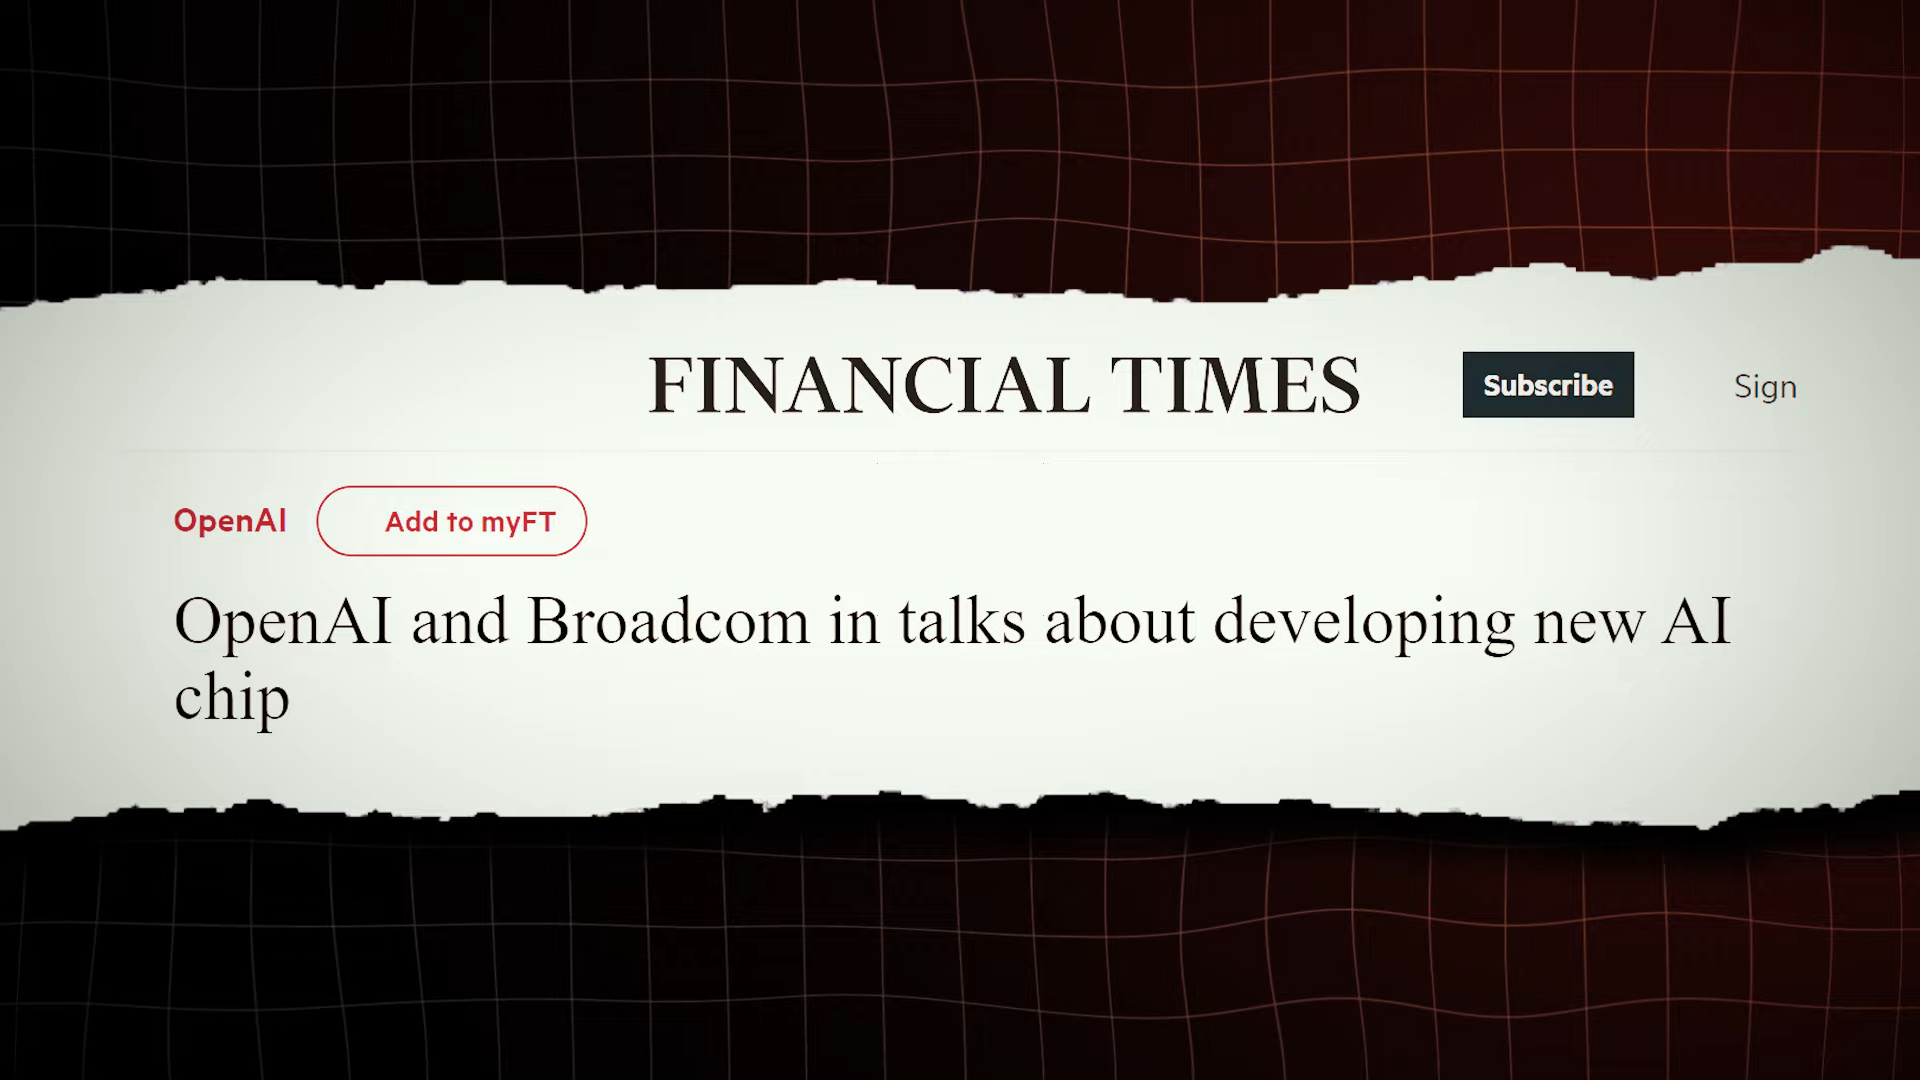 FINANCIAL TIMES
Subscribe
Sign
OpenAI
Add to myFT
OpenAI and Broadcom in talks about developing new AI
chip